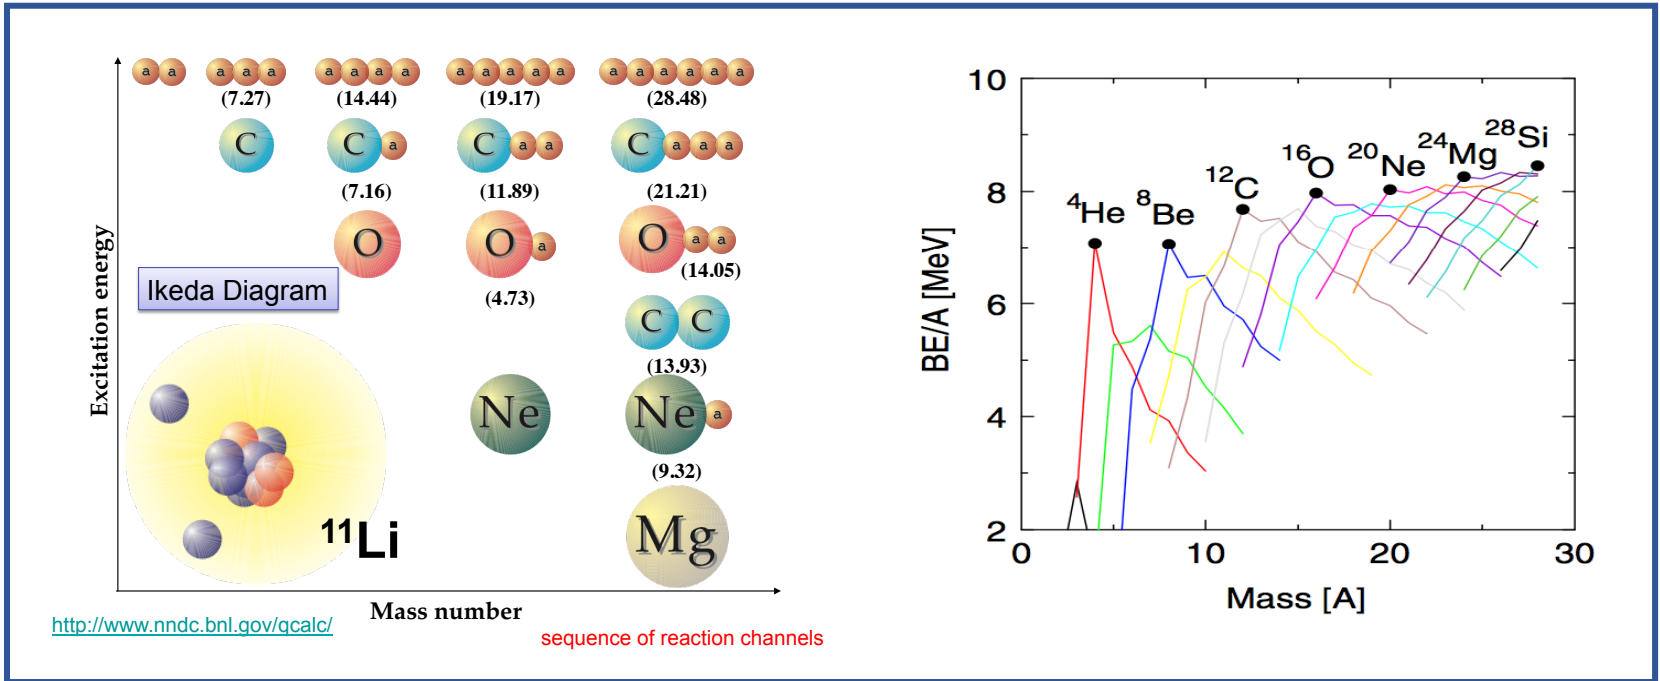 a a a a a a a a a a a a a a a a a a a a
(7.27) (14.44) (19.17) (28.48)
C C a C a a C a a a
(7.16) (11.89) (21.21)
O O a O a a
(14.05)
(4.73)
C C
(13.93)
Ne Ne a
(9.32)
Mg
Excitation energy
Ikeda Diagram
¹¹Li
Mass number
http://www.nndc.bnl.gov/qcalc/
sequence of reaction channels
10
8
6
4
2
BE/A [MeV]
⁴He ⁸Be ¹²C ¹⁶O ²⁰Ne ²⁴Mg ²⁸Si
0 10 20 30
Mass [A]